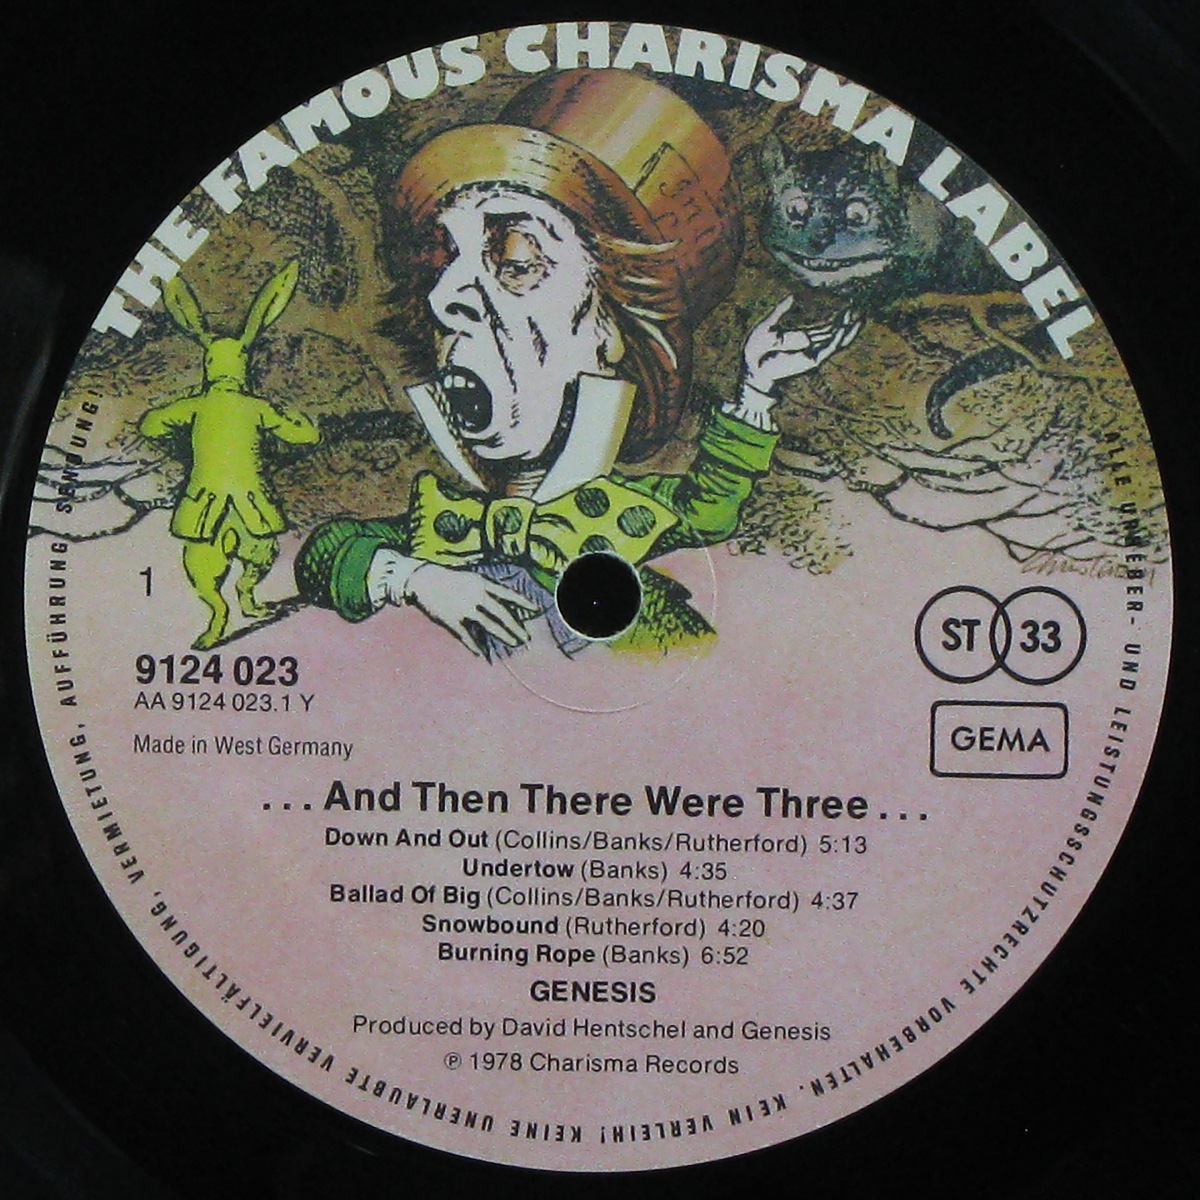 THE FAMOUS CHARISMA LABEL
1
9124 023
AA 9124 023.1 Y
Made in West Germany
ST 33
GEMA
...And Then There Were Three...
Down And Out (Collins/Banks/Rutherford) 5:13
Undertow (Banks) 4:35
Ballad Of Big (Collins/Banks/Rutherford) 4:37
Snowbound (Rutherford) 4:20
Burning Rope (Banks) 6:52
GENESIS
Produced by David Hentschel and Genesis
℗ 1978 Charisma Records
ALLE URHEBER- UND LEISTUNGSSCHUTZRECHTE VORBEHALTEN. KEIN VERLEIH! KEINE UNERLAUBTE VERVIELFÄLTIGUNG, VERMIETUNG, AUFFÜHRUNG, SENDUNG!